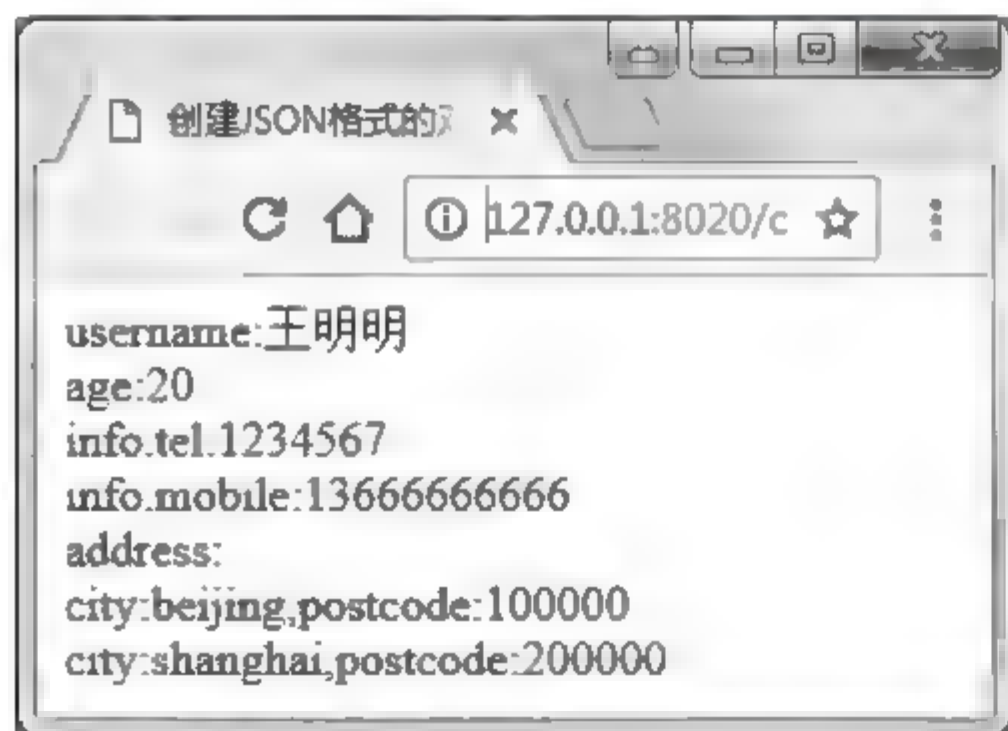 创建JSON格式的
127.0.0.1:8020/c
username:王明明
age:20
info.tel:1234567
info.mobile:13666666666
address:
city:beijing,postcode:100000
city:shanghai,postcode:200000